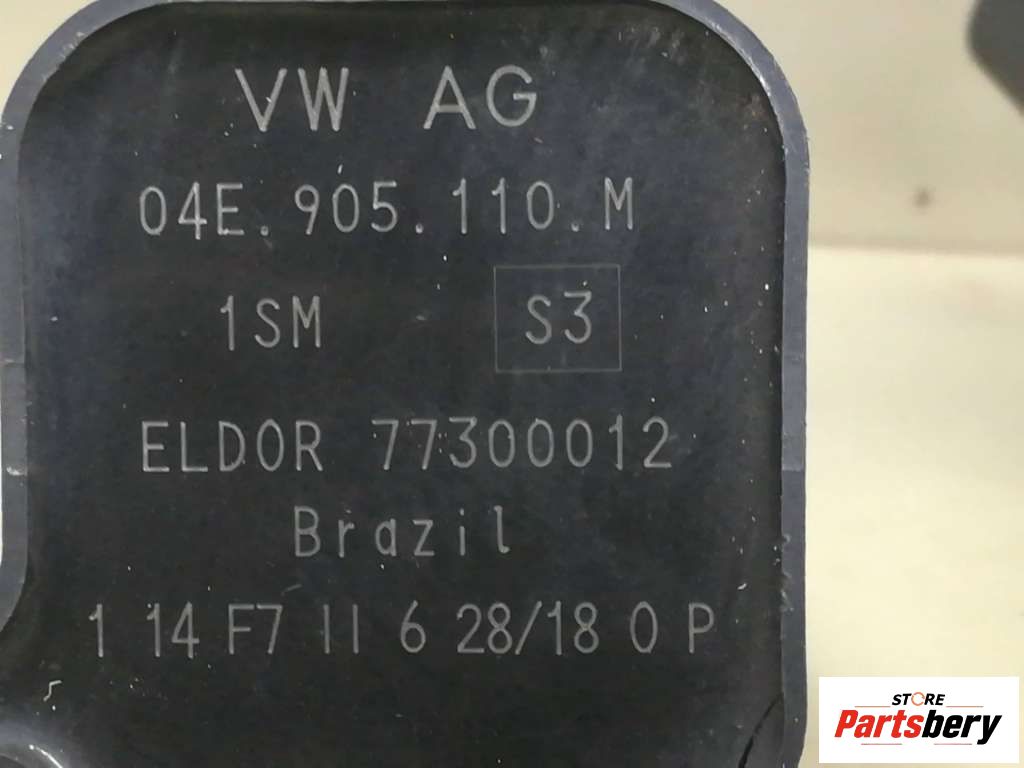 VW AG
04E.905.110.M
1SM S3
ELDOR 77300012
Brazil
1 14 F7 II 6 28/18 0 P
STORE
Partsbery